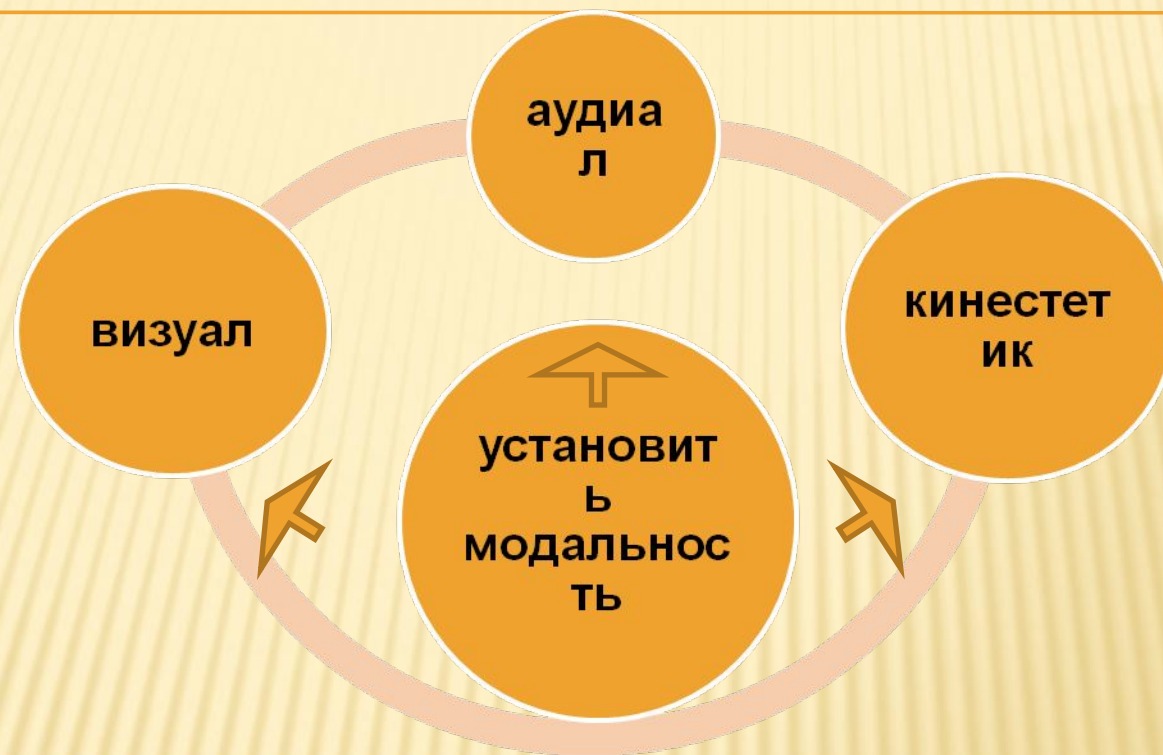 аудиа
л
визуал
кинестет
ик
установит
ь
модальнос
ть